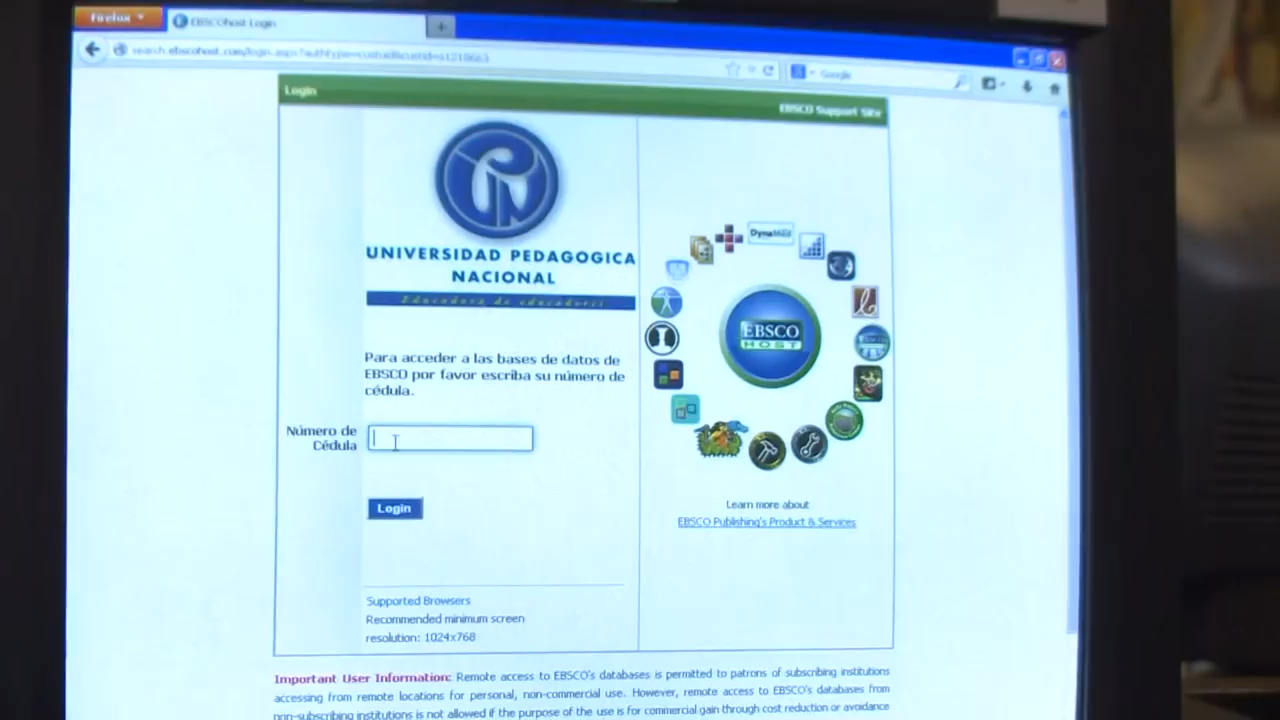 Firefox
EBSCOhost Login
Google
Login
EBSCO Support Site
UNIVERSIDAD PEDAGOGICA
NACIONAL
Educadora de educadores
DynaMed
EBSCO
HOST
Para acceder a las bases de datos de
EBSCO por favor escriba su número de
cédula.
Número de
Cédula
Login
Learn more about
EBSCO Publishing's Product & Services
Supported Browsers
Recommended minimum screen
resolution: 1024x768
Important User Information: Remote access to EBSCO's databases is permitted to patrons of subscribing institutions
accessing from remote locations for personal, non-commercial use. However, remote access to EBSCO's databases from
non-subscribing institutions is not allowed if the purpose of the use is for commercial gain through cost reduction or avoidance